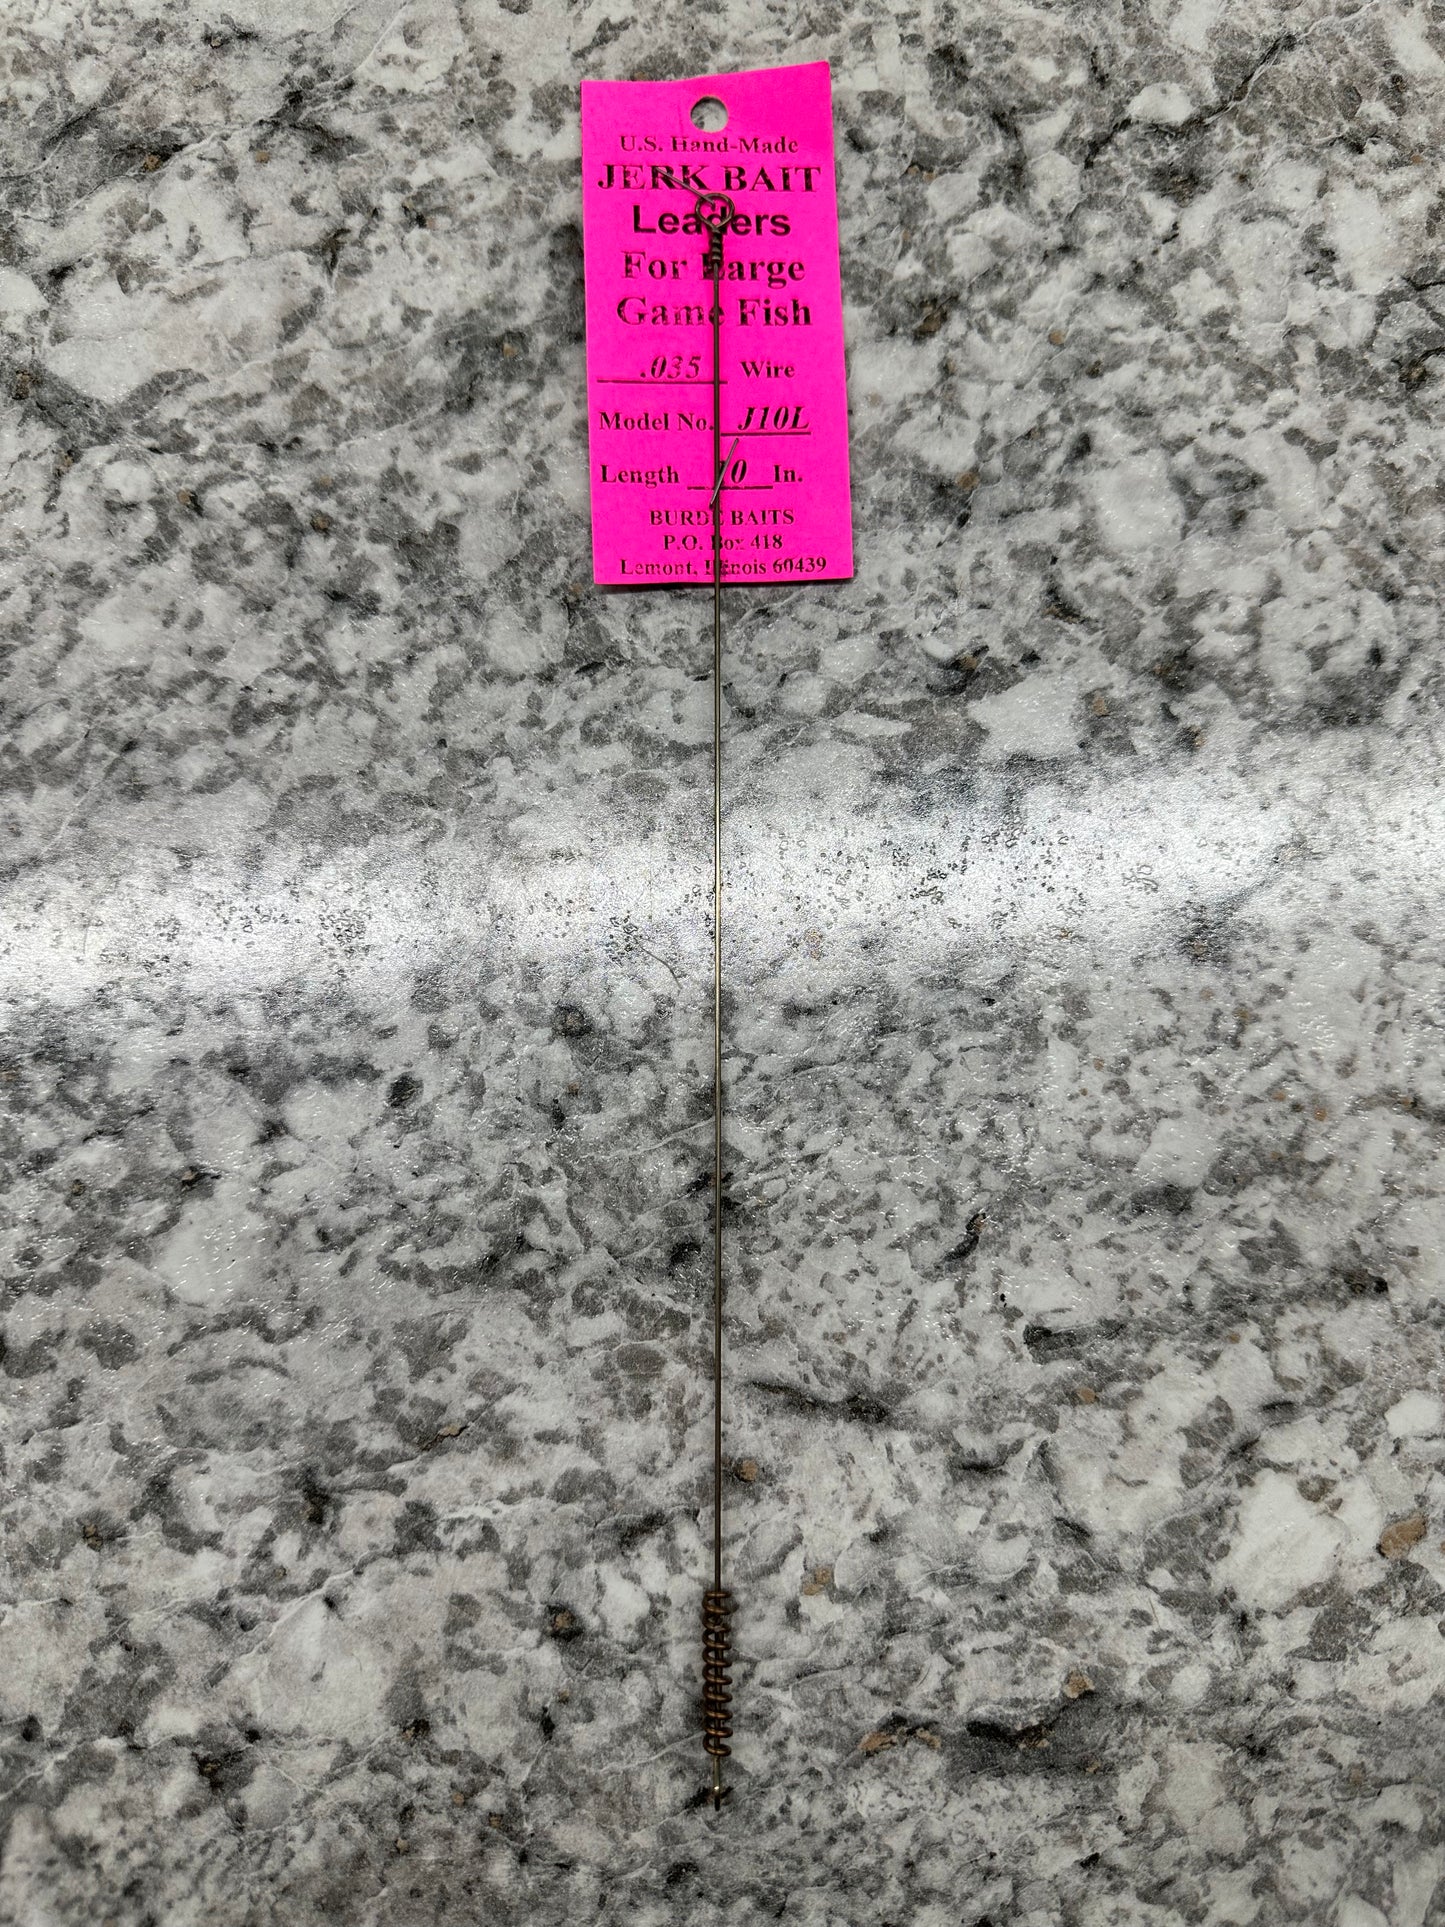 U.S. Hand-Made
JERK BAIT
Leaders
For Large
Game Fish
.035 Wire
Model No. J10L
Length 10 In.
BURDE BAITS
P.O. Box 418
Lemont, Illinois 60439